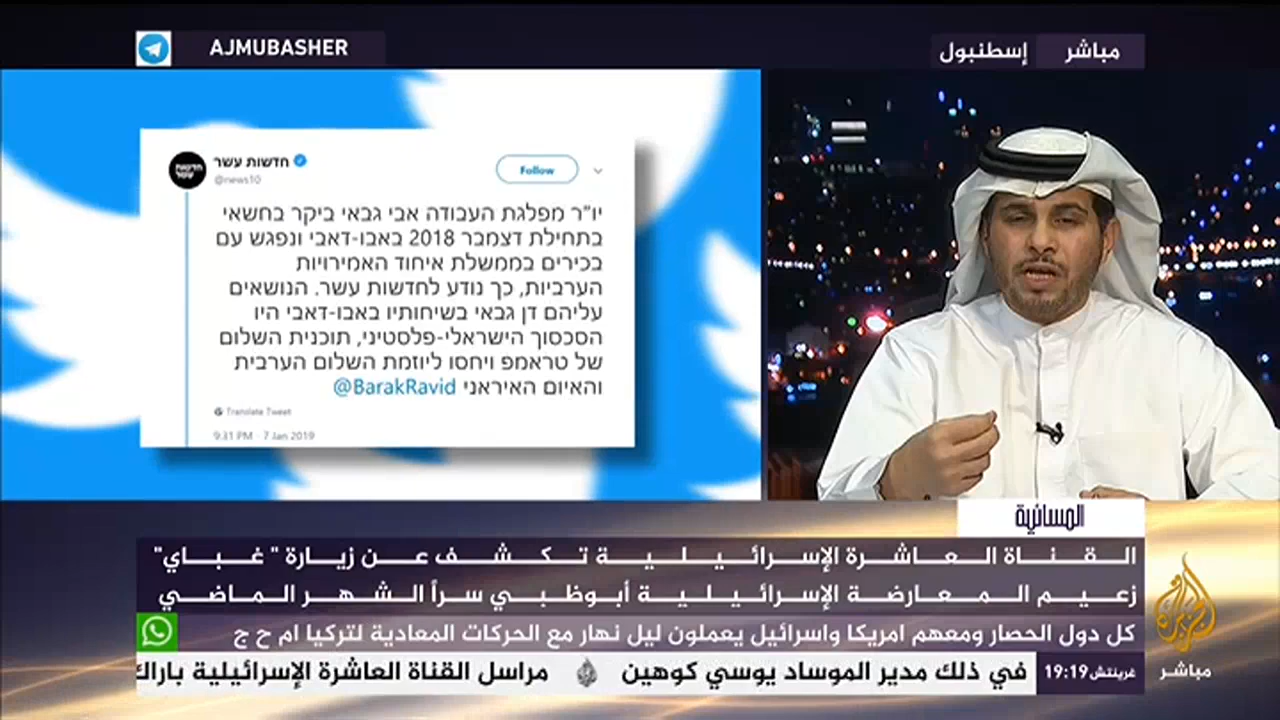 AJMUBASHER
مباشر
إسطنبول
חדשות עשר
@news10
Follow
יו"ר מפלגת העבודה אבי גבאי ביקר בחשאי
בתחילת דצמבר 2018 באבו-דאבי ונפגש עם
בכירים בממשלת איחוד האמירויות
הערביות, כך נודע לחדשות עשר. הנושאים
עליהם דן גבאי בשיחותיו באבו-דאבי היו
הסכסוך הישראלי-פלסטיני, תוכנית השלום
של טראמפ ויחסו ליוזמת השלום הערבית
והאיום האיראני @BarakRavid
Translate Tweet
9:31 PM - 7 Jan 2019
المسائية
القناة العاشرة الإسرائيلية تكشف عن زيارة " غباي"
زعيم المعارضة الإسرائيلية أبوظبي سراً الشهر الماضي
كل دول الحصار ومعهم امريكا واسرائيل يعملون ليل نهار مع الحركات المعادية لتركيا ام ح ج
غرينتش 19:19
في ذلك مدير الموساد يوسي كوهين
مراسل القناة العاشرة الإسرائيلية باراك
الجزيرة
مباشر